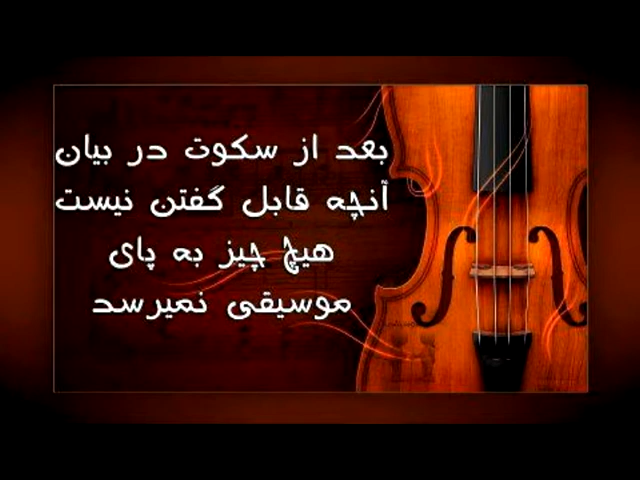 بعد از سکوت در بیان
آنچه قابل گفتن نیست
هیچ چیز به پای
موسیقی نمیرسد